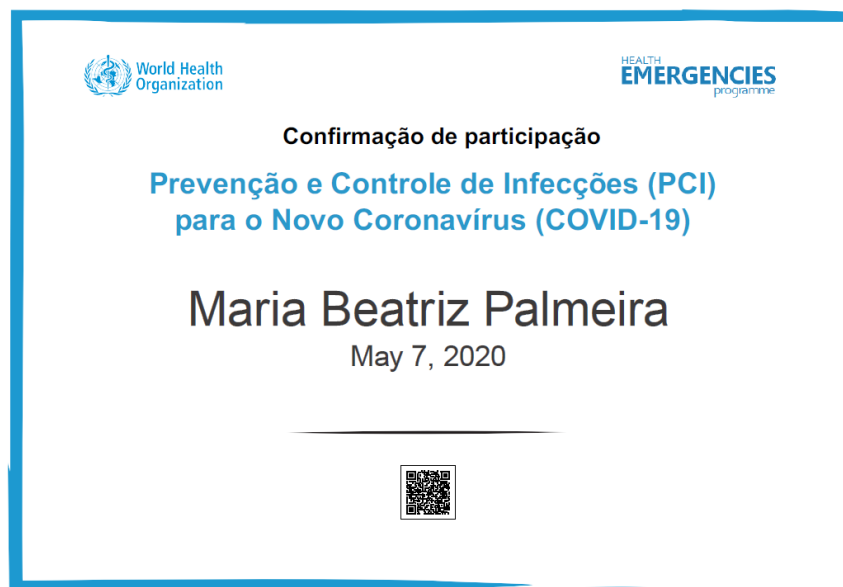 World Health
Organization
HEALTH
EMERGENCIES
programme
Confirmação de participação
Prevenção e Controle de Infecções (PCI)
para o Novo Coronavírus (COVID-19)
Maria Beatriz Palmeira
May 7, 2020